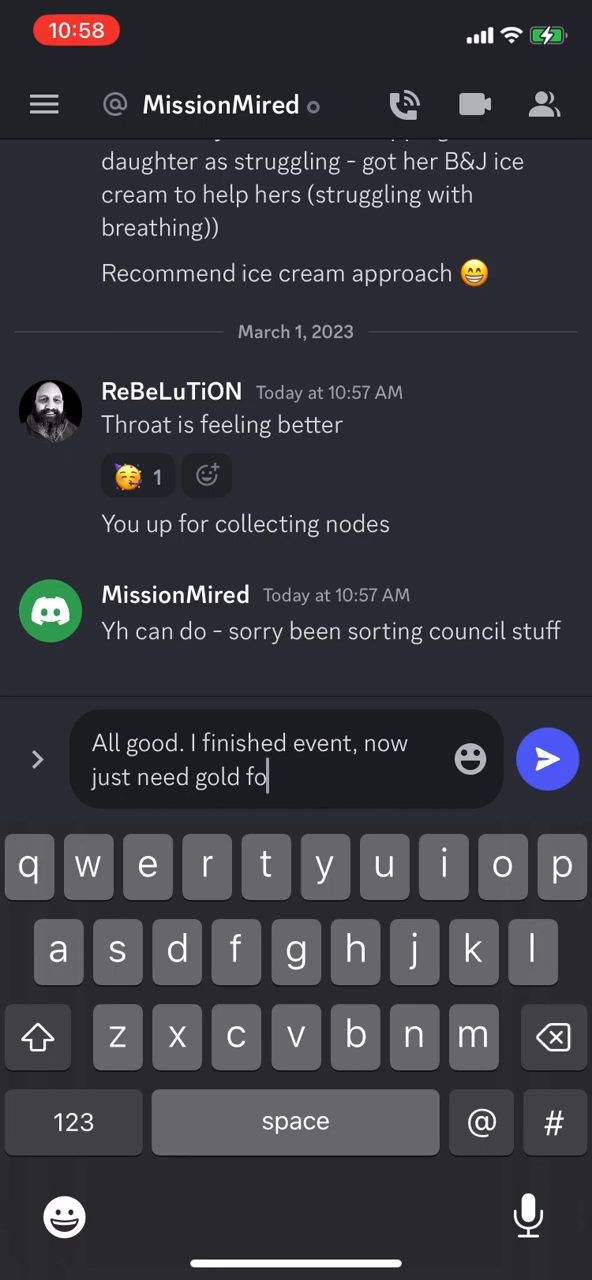 10:58
@ MissionMired
daughter as struggling - got her B&J ice
cream to help hers (struggling with
breathing))
Recommend ice cream approach 😁
March 1, 2023
ReBeLuTiON Today at 10:57 AM
Throat is feeling better
🥳 1
You up for collecting nodes
MissionMired Today at 10:57 AM
Yh can do - sorry been sorting council stuff
All good. I finished event, now
just need gold fo
q w e r t y u i o p
a s d f g h j k l
z x c v b n m
123 space @ #